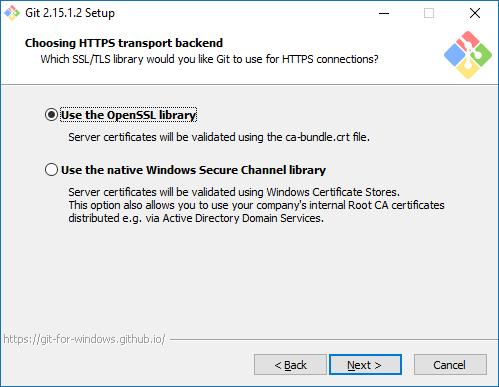 Git 2.15.1.2 Setup
Choosing HTTPS transport backend
Which SSL/TLS library would you like Git to use for HTTPS connections?
Use the OpenSSL library
Server certificates will be validated using the ca-bundle.crt file.
Use the native Windows Secure Channel library
Server certificates will be validated using Windows Certificate Stores.
This option also allows you to use your company's internal Root CA certificates
distributed e.g. via Active Directory Domain Services.
https://git-for-windows.github.io/
< Back
Next >
Cancel